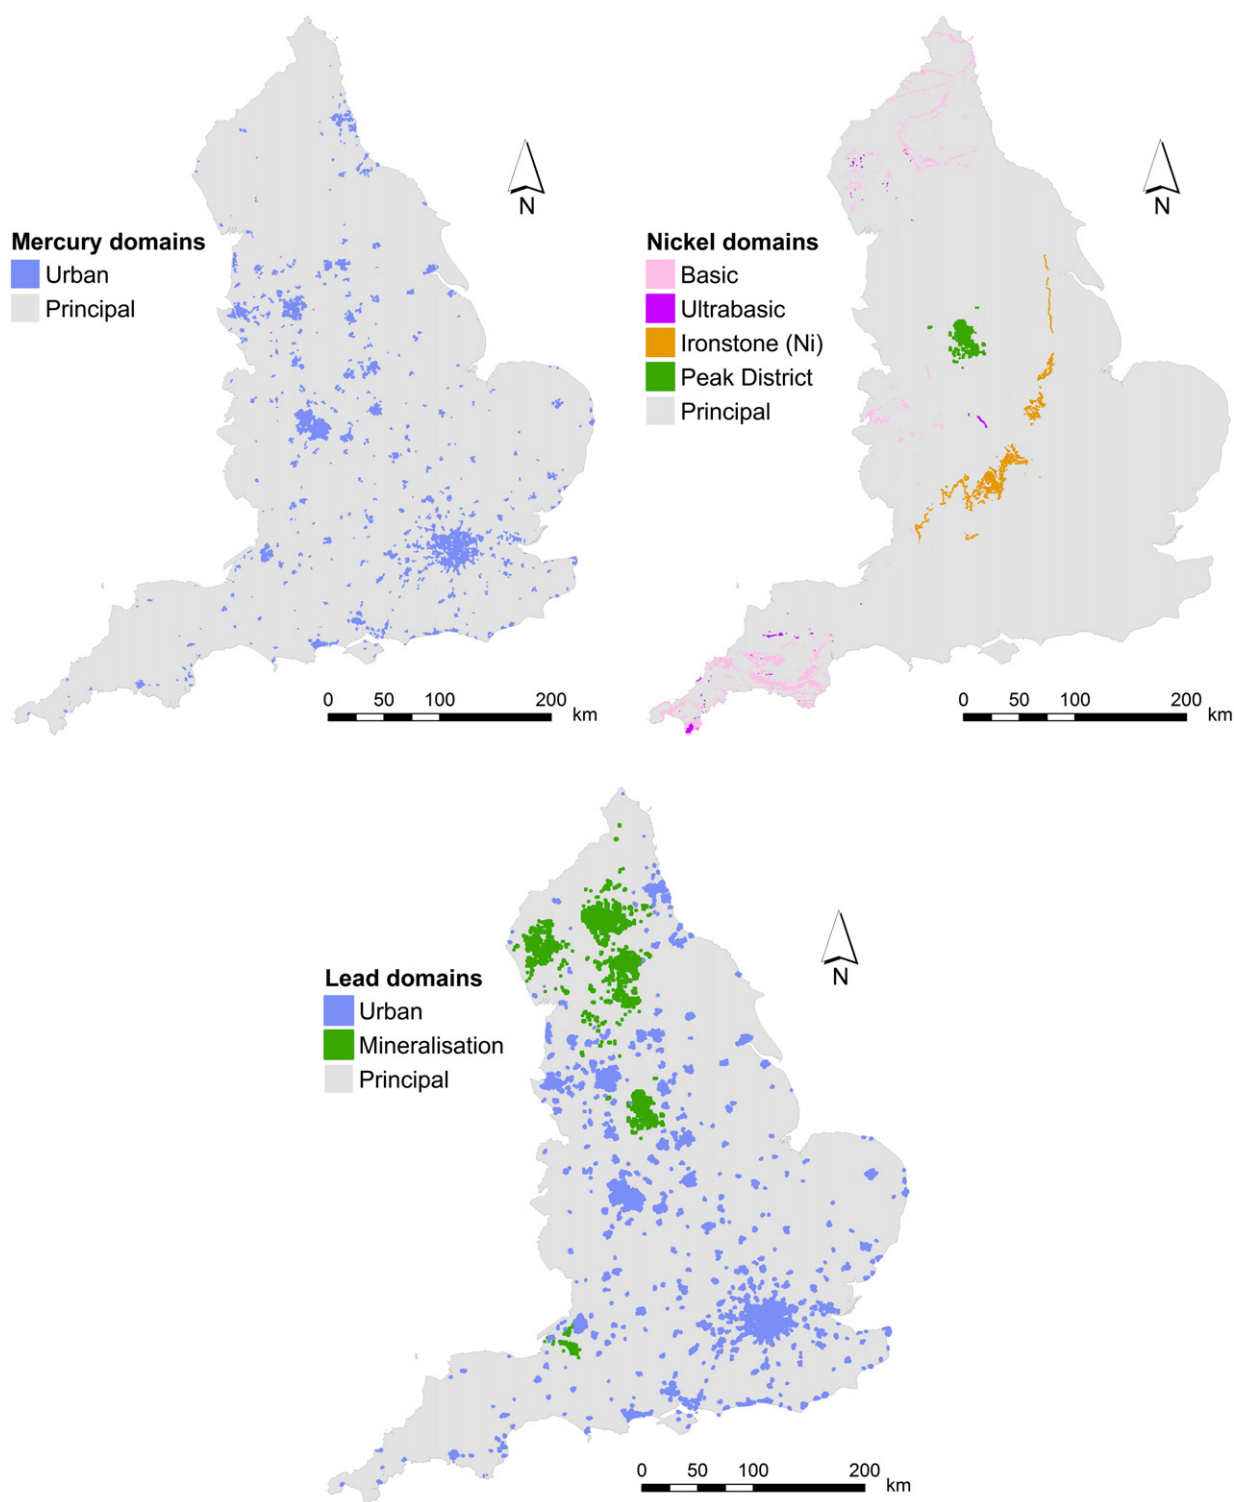 Mercury domains
Urban
Principal
N
0 50 100 200 km
Nickel domains
Basic
Ultrabasic
Ironstone (Ni)
Peak District
Principal
N
0 50 100 200 km
Lead domains
Urban
Mineralisation
Principal
N
0 50 100 200 km